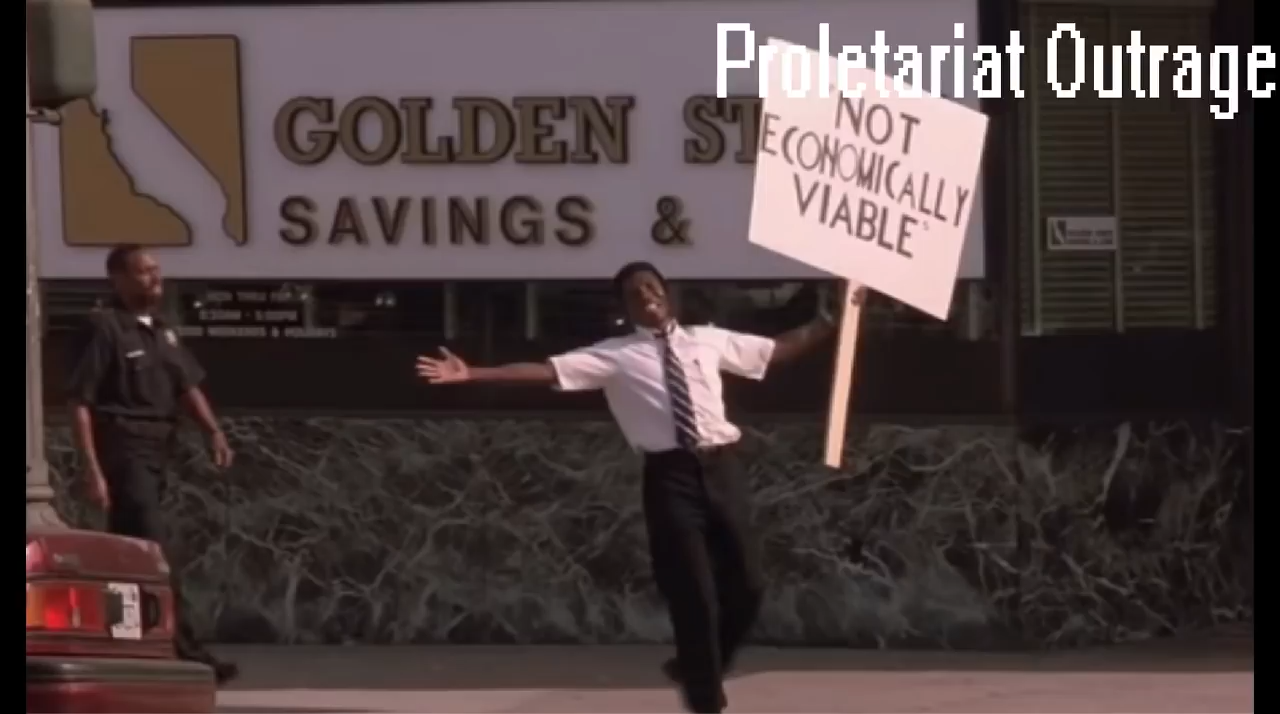 Proletariat Outrage
GOLDEN ST
SAVINGS &
NOT
ECONOMICALLY
VIABLE"